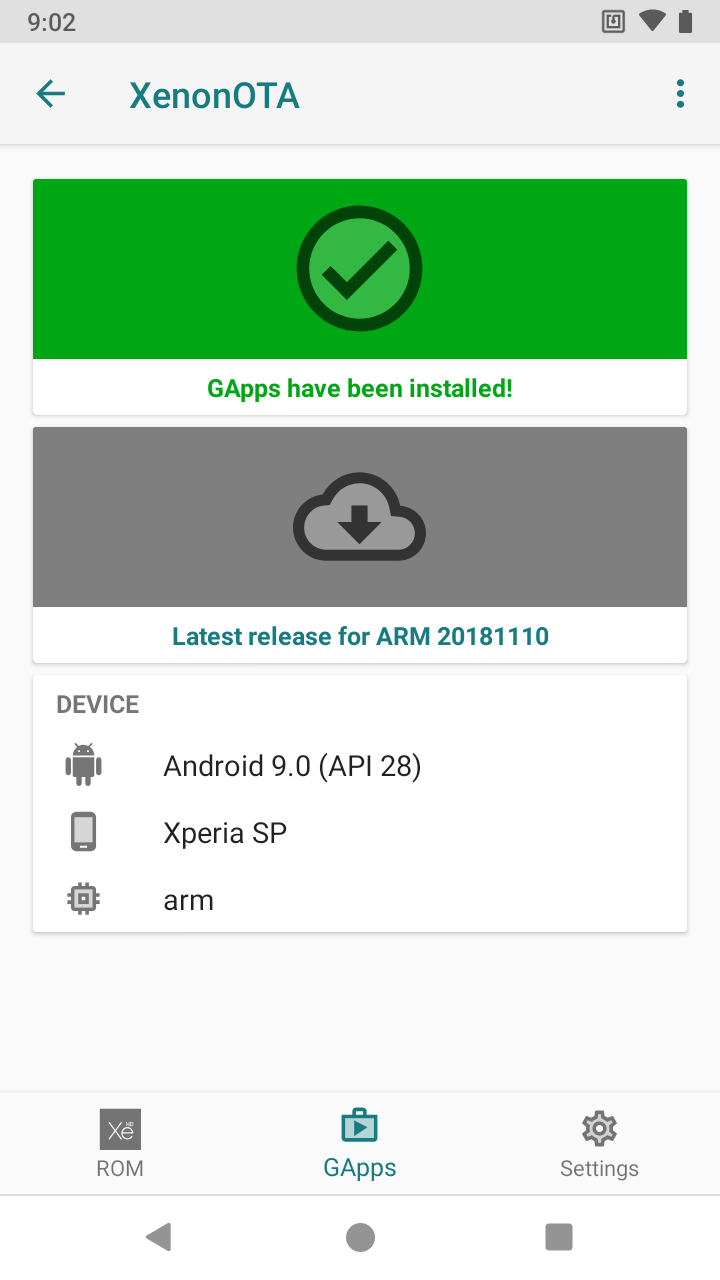 9:02
XenonOTA
GApps have been installed!
Latest release for ARM 20181110
DEVICE
Android 9.0 (API 28)
Xperia SP
arm
Xe HD
ROM
GApps
Settings